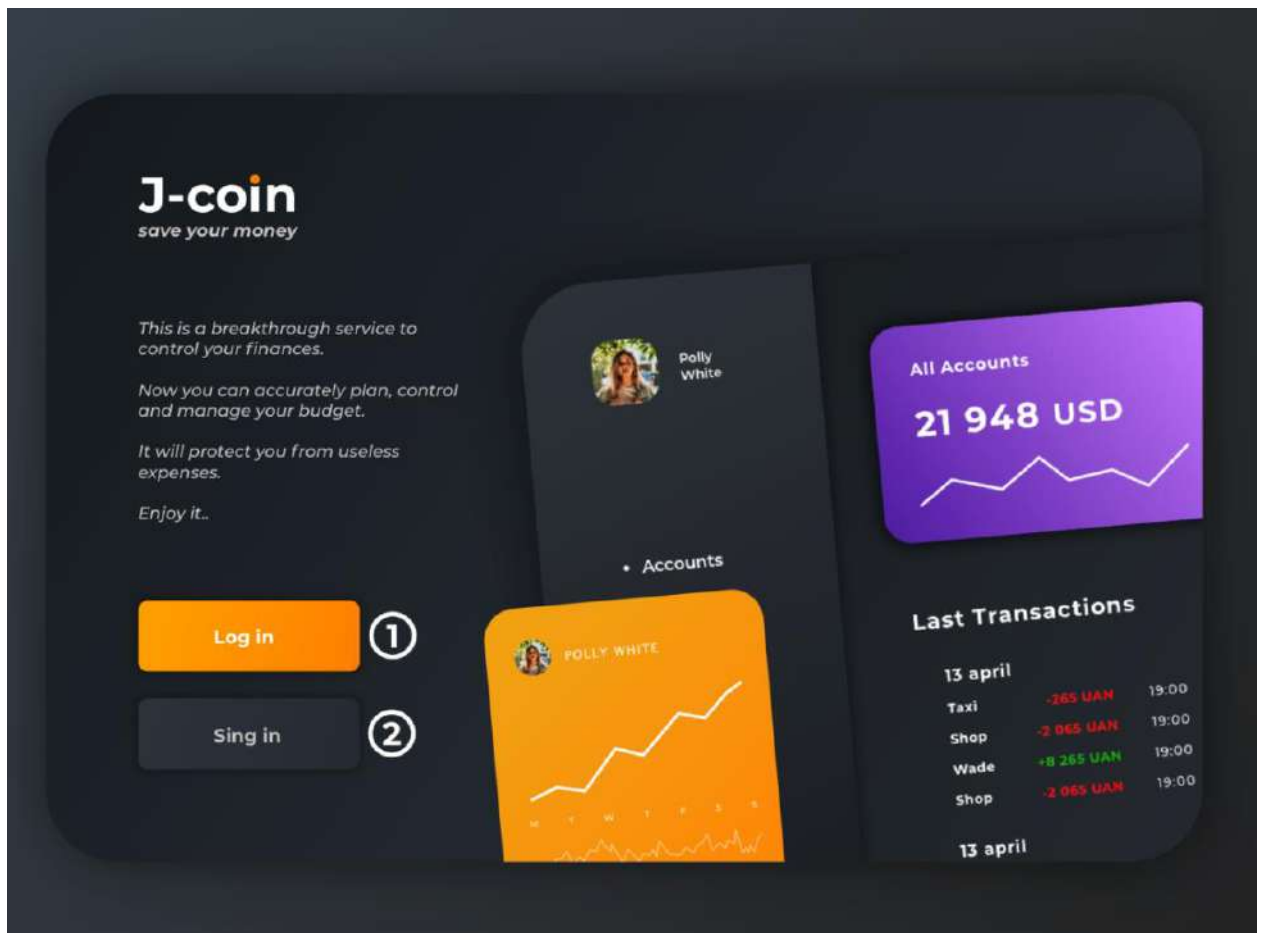 J-coin
save your money
This is a breakthrough service to
control your finances.
Now you can accurately plan, control
and manage your budget.
It will protect you from useless
expenses.
Enjoy it..
Log in
1
Sing in
2
Polly
White
• Accounts
POLLY WHITE
M T W T F S S
All Accounts
21 948 USD
Last Transactions
13 april
Taxi -265 UAN 19:00
Shop -2 065 UAN 19:00
Wade +8 265 UAN 19:00
Shop -2 065 UAN 19:00
13 april